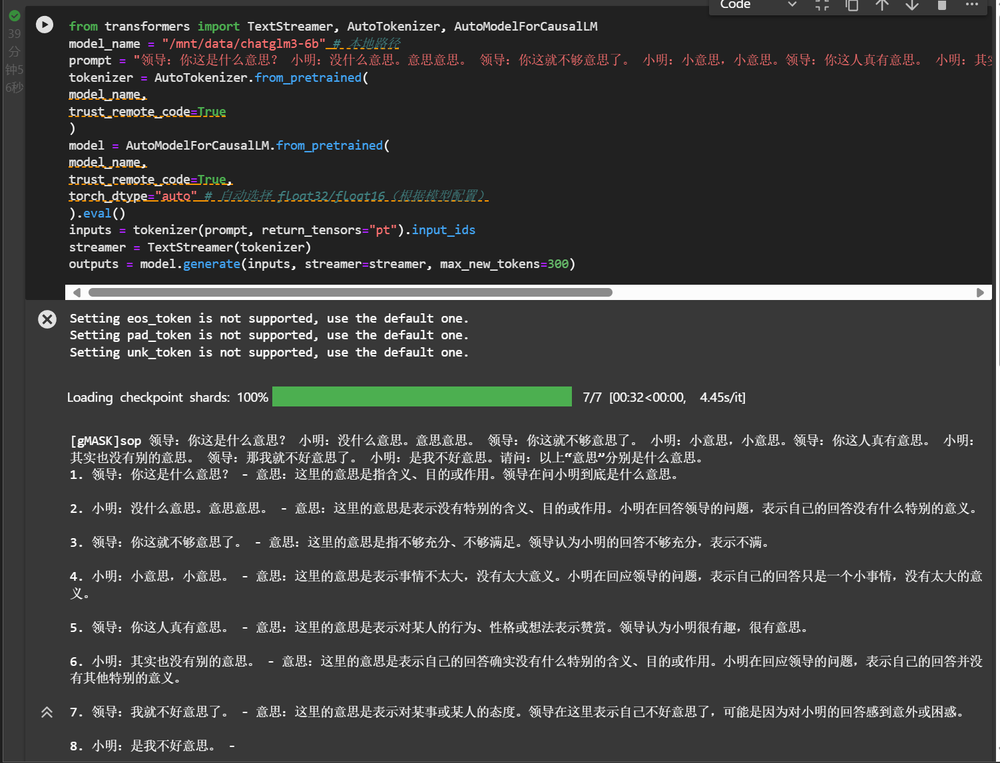 Code
39
分
钟5
6秒
from transformers import TextStreamer, AutoTokenizer, AutoModelForCausalLM
model_name = "/mnt/data/chatglm3-6b" # 本地路径
prompt = "领导：你这是什么意思？ 小明：没什么意思。意思意思。 领导：你这就不够意思了。 小明：小意思，小意思。领导：你这人真有意思。 小明：其实
tokenizer = AutoTokenizer.from_pretrained(
model_name,
trust_remote_code=True
)
model = AutoModelForCausalLM.from_pretrained(
model_name,
trust_remote_code=True,
torch_dtype="auto" # 自动选择 float32/float16（根据模型配置）
).eval()
inputs = tokenizer(prompt, return_tensors="pt").input_ids
streamer = TextStreamer(tokenizer)
outputs = model.generate(inputs, streamer=streamer, max_new_tokens=300)
Setting eos_token is not supported, use the default one.
Setting pad_token is not supported, use the default one.
Setting unk_token is not supported, use the default one.
Loading checkpoint shards: 100% 7/7 [00:32<00:00, 4.45s/it]
[gMASK]sop 领导：你这是什么意思？ 小明：没什么意思。意思意思。 领导：你这就不够意思了。 小明：小意思，小意思。领导：你这人真有意思。 小明：
其实也没有别的意思。 领导：那我就不好意思了。 小明：是我不好意思。请问：以上“意思”分别是什么意思。
1. 领导：你这是什么意思？ - 意思：这里的意思是指含义、目的或作用。领导在问小明到底是什么意思。
2. 小明：没什么意思。意思意思。 - 意思：这里的意思是表示没有特别的含义、目的或作用。小明在回答领导的问题，表示自己的回答没有什么特别的意义。
3. 领导：你这就不够意思了。 - 意思：这里的意思是指不够充分、不够满足。领导认为小明的回答不够充分，表示不满。
4. 小明：小意思，小意思。 - 意思：这里的意思是表示事情不太大，没有太大意义。小明在回应领导的问题，表示自己的回答只是一个小事情，没有太大的意
义。
5. 领导：你这人真有意思。 - 意思：这里的意思是表示对某人的行为、性格或想法表示赞赏。领导认为小明很有趣，很有意思。
6. 小明：其实也没有别的意思。 - 意思：这里的意思是表示自己的回答确实没有什么特别的含义、目的或作用。小明在回应领导的问题，表示自己的回答并没
有其他特别的意义。
7. 领导：我就不好意思了。 - 意思：这里的意思是表示对某事或某人的态度。领导在这里表示自己不好意思了，可能是因为对小明的回答感到意外或困惑。
8. 小明：是我不好意思。 -